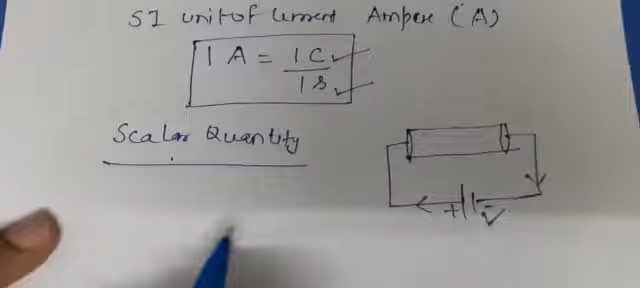 SI unit of Current Ampere (A)
1 A = 1 C / 1 s
Scalar Quantity
+ -